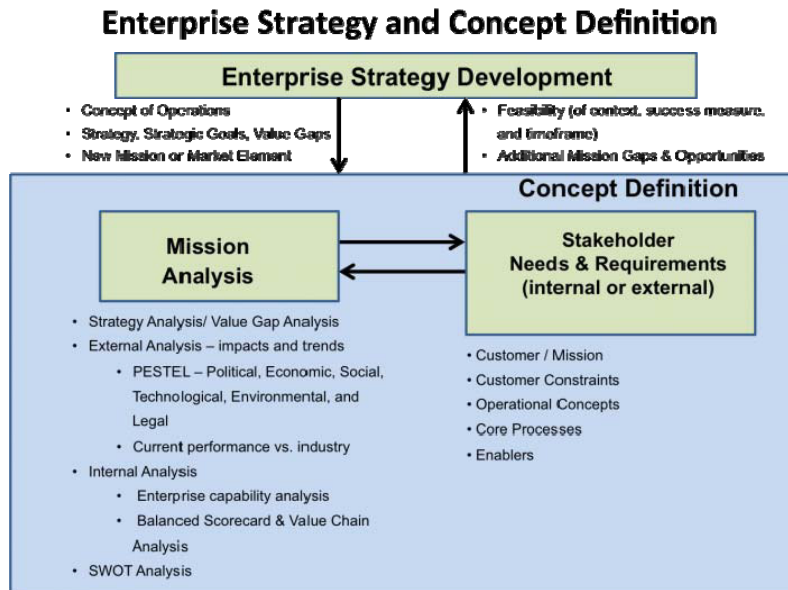 Enterprise Strategy and Concept Definition
Enterprise Strategy Development
• Concept of Operations
• Strategy, Strategic Goals, Value Gaps
• New Mission or Market Element
• Feasibility (of context, success measure,
and timeframe)
• Additional Mission Gaps & Opportunities
Concept Definition
Mission
Analysis
• Strategy Analysis/ Value Gap Analysis
• External Analysis – impacts and trends
• PESTEL – Political, Economic, Social,
Technological, Environmental, and
Legal
• Current performance vs. industry
• Internal Analysis
• Enterprise capability analysis
• Balanced Scorecard & Value Chain
Analysis
• SWOT Analysis
Stakeholder
Needs & Requirements
(internal or external)
• Customer / Mission
• Customer Constraints
• Operational Concepts
• Core Processes
• Enablers